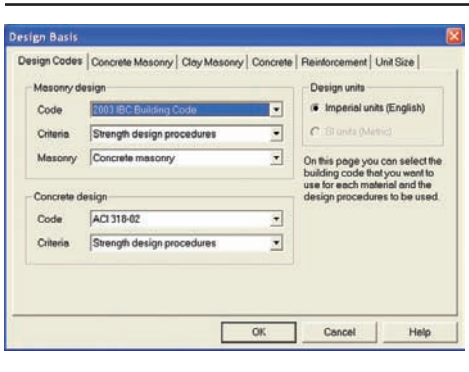 Design Basis
Design Codes Concrete Masonry Clay Masonry Concrete Reinforcement Unit Size
Masonry design
Code 2003 IBC Building Code
Criteria Strength design procedures
Masonry Concrete masonry
Concrete design
Code ACI 318-02
Criteria Strength design procedures
Design units
Imperial units (English)
SI units (Metric)
On this page you can select the
building code that you want to
use for each material and the
design procedures to be used.
OK Cancel Help